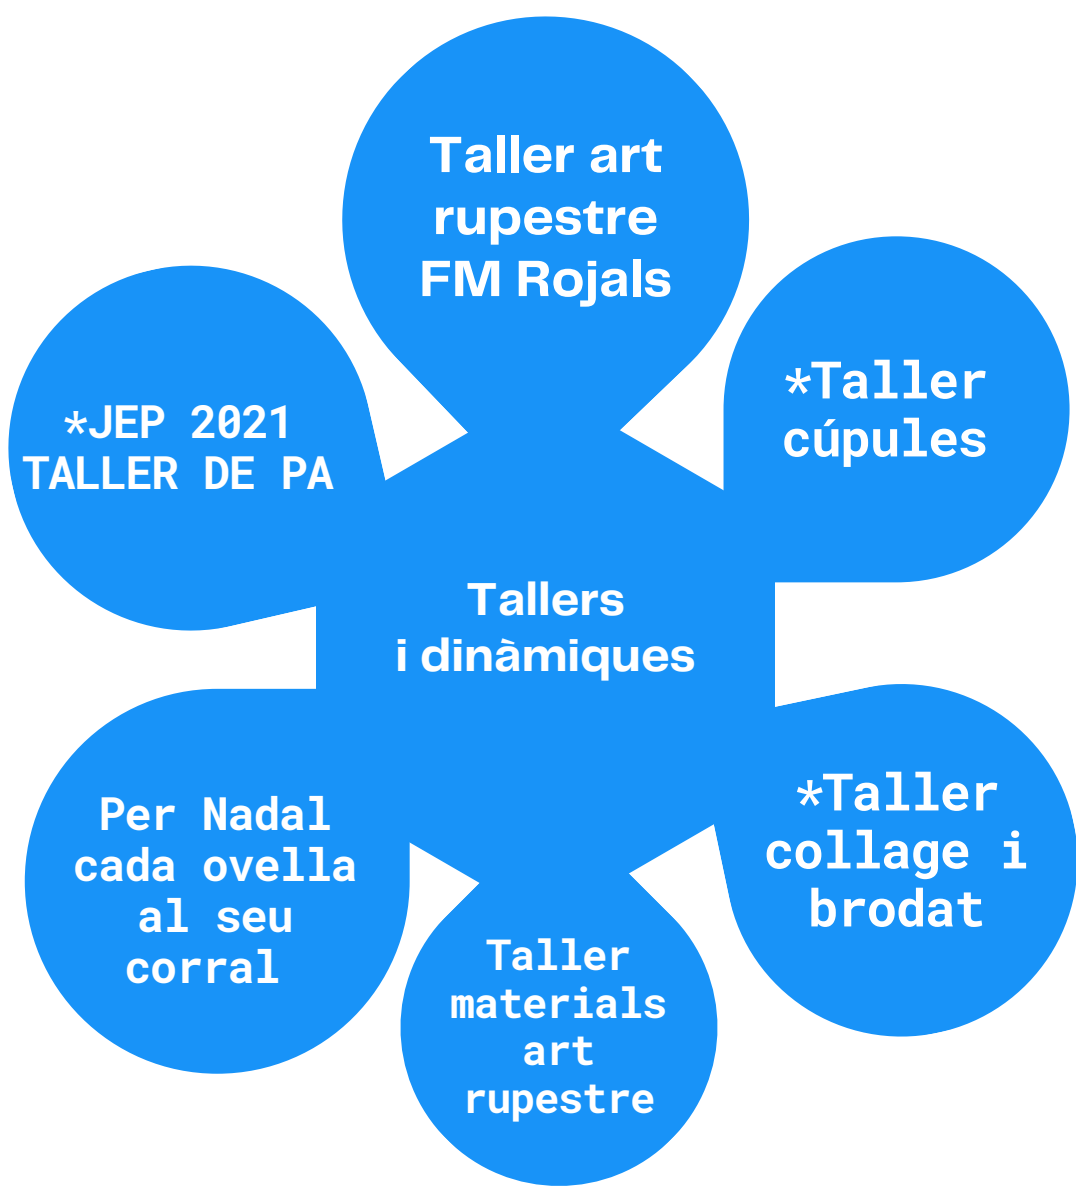 Taller art
rupestre
FM Rojals
*Taller
cúpules
*JEP 2021
TALLER DE PA
Tallers
i dinàmiques
*Taller
collage i
brodat
Per Nadal
cada ovella
al seu
corral
Taller
materials
art
rupestre